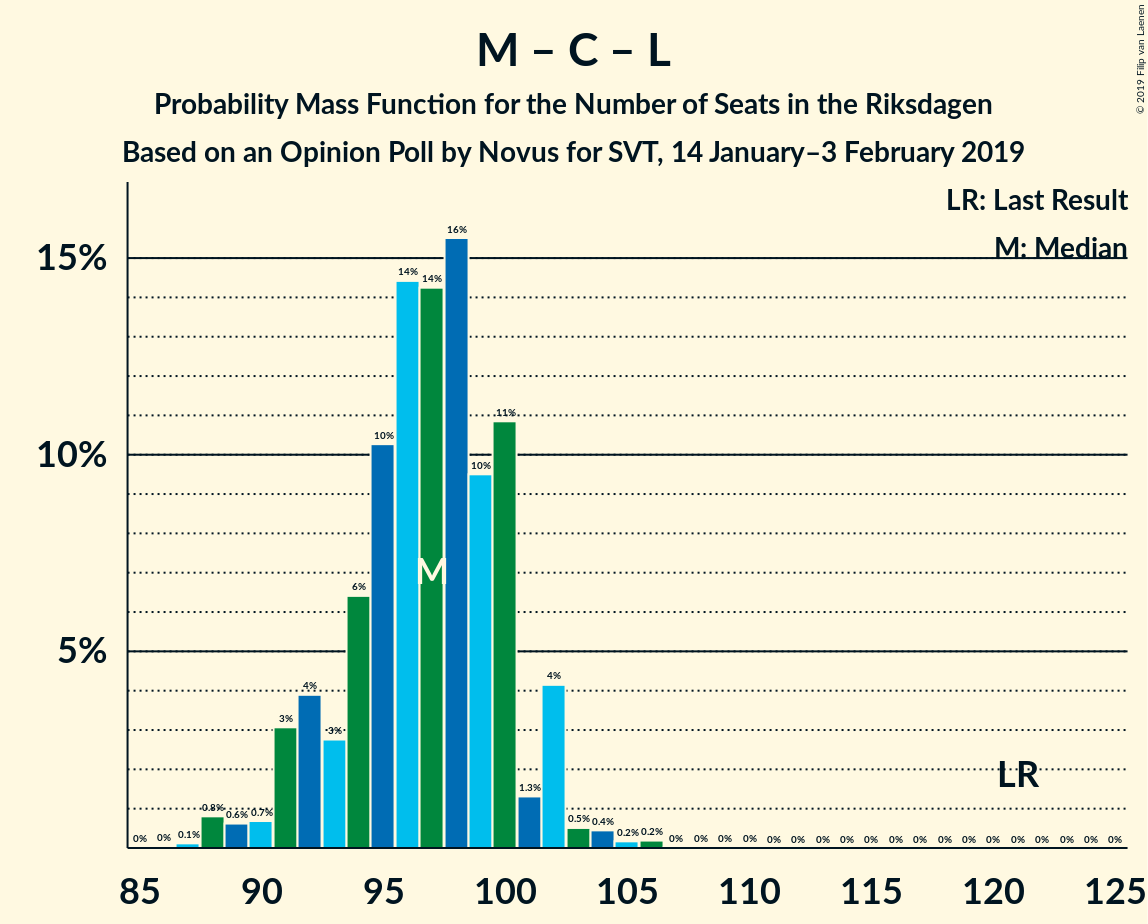 © 2019 Filip van Laenen
M – C – L
Probability Mass Function for the Number of Seats in the Riksdagen
Based on an Opinion Poll by Novus for SVT, 14 January–3 February 2019
LR: Last Result
M: Median
15%
10%
5%
0% 0% 0.1% 0.8% 0.6% 0.7% 3% 4% 3% 6% 10% 14% 14% 16% 10% 11% 1.3% 4% 0.5% 0.4% 0.2% 0.2% 0% 0% 0% 0% 0% 0% 0% 0% 0% 0% 0% 0% 0% 0% 0% 0% 0% 0% 0%
M
LR
85 90 95 100 105 110 115 120 125